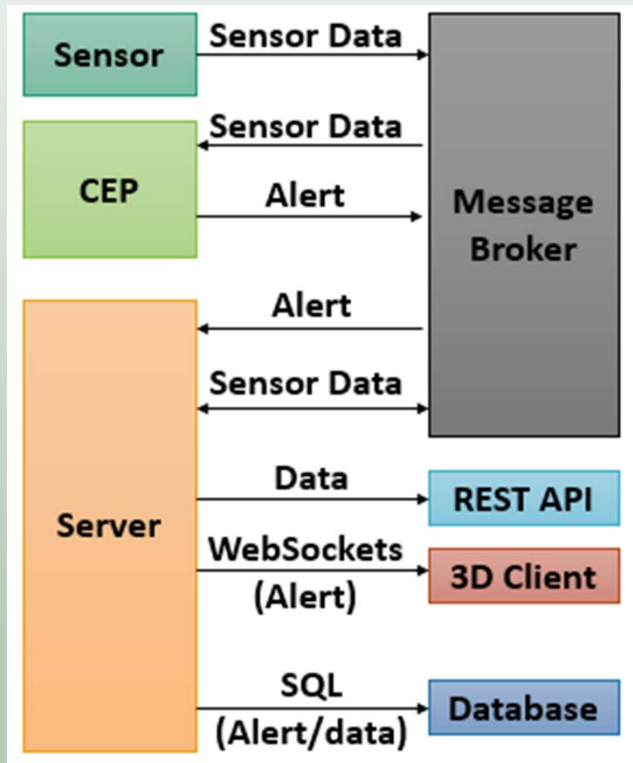 Sensor
Sensor Data
Sensor Data
CEP
Alert
Message
Broker
Alert
Sensor Data
Data
REST API
Server
WebSockets
(Alert)
3D Client
SQL
(Alert/data)
Database